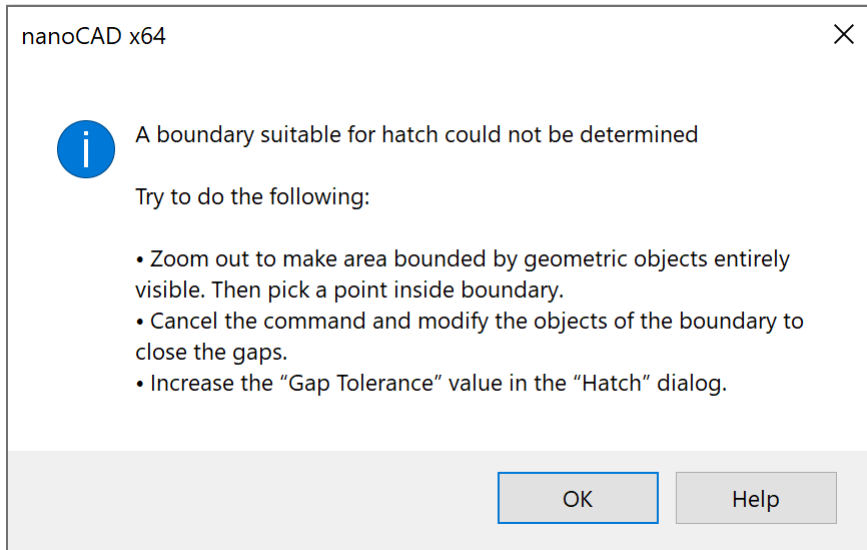 nanoCAD x64
A boundary suitable for hatch could not be determined
Try to do the following:
• Zoom out to make area bounded by geometric objects entirely
visible. Then pick a point inside boundary.
• Cancel the command and modify the objects of the boundary to
close the gaps.
• Increase the “Gap Tolerance” value in the “Hatch” dialog.
OK Help